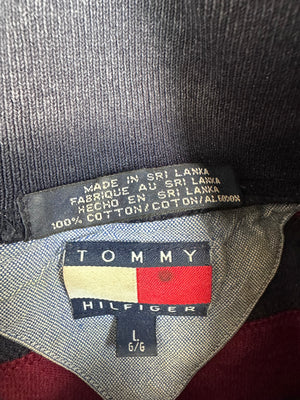 MADE IN SRI LANKA
FABRIQUE AU SRI LANKA
HECHO EN SRI LANKA
100% COTTON/COTON/ALGODON
TOMMY
HILFIGER
L
G/G